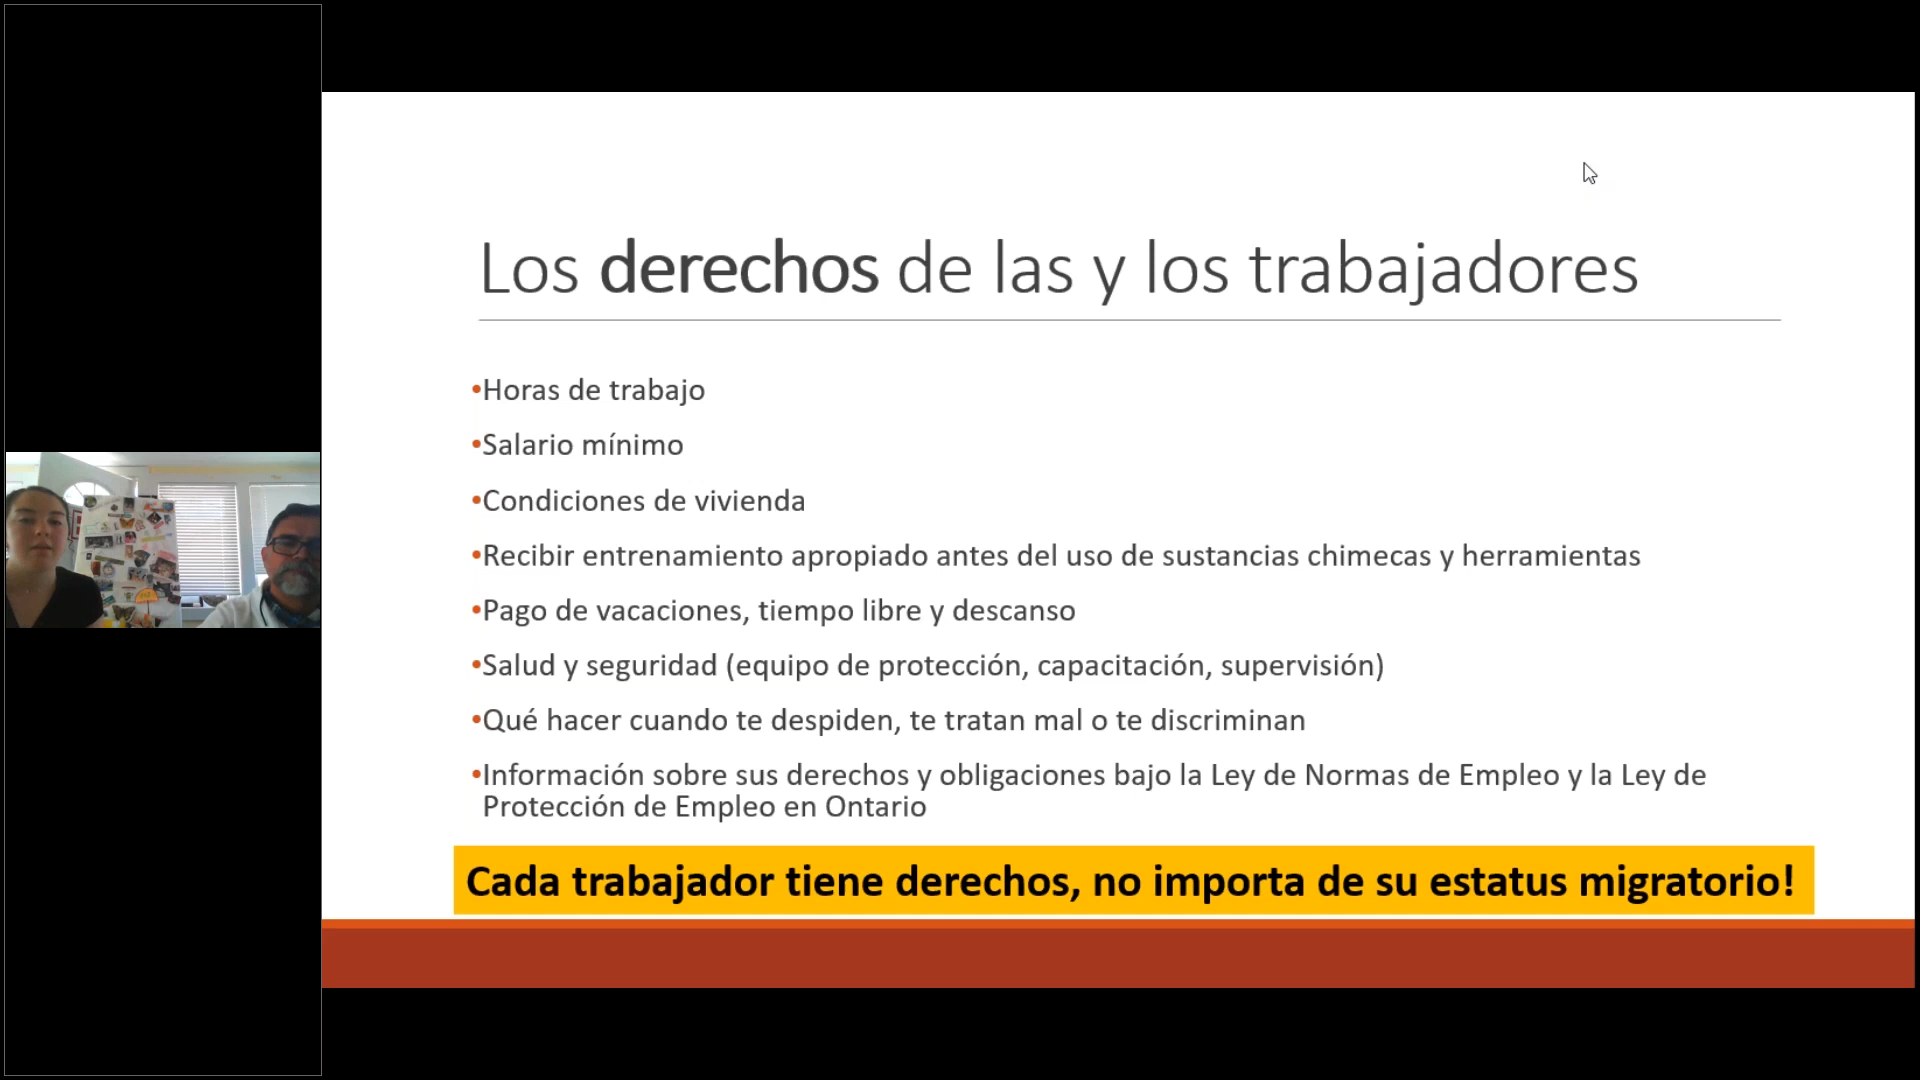 Los derechos de las y los trabajadores
•Horas de trabajo
•Salario mínimo
•Condiciones de vivienda
•Recibir entrenamiento apropiado antes del uso de sustancias chimecas y herramientas
•Pago de vacaciones, tiempo libre y descanso
•Salud y seguridad (equipo de protección, capacitación, supervisión)
•Qué hacer cuando te despiden, te tratan mal o te discriminan
•Información sobre sus derechos y obligaciones bajo la Ley de Normas de Empleo y la Ley de
Protección de Empleo en Ontario
Cada trabajador tiene derechos, no importa de su estatus migratorio!